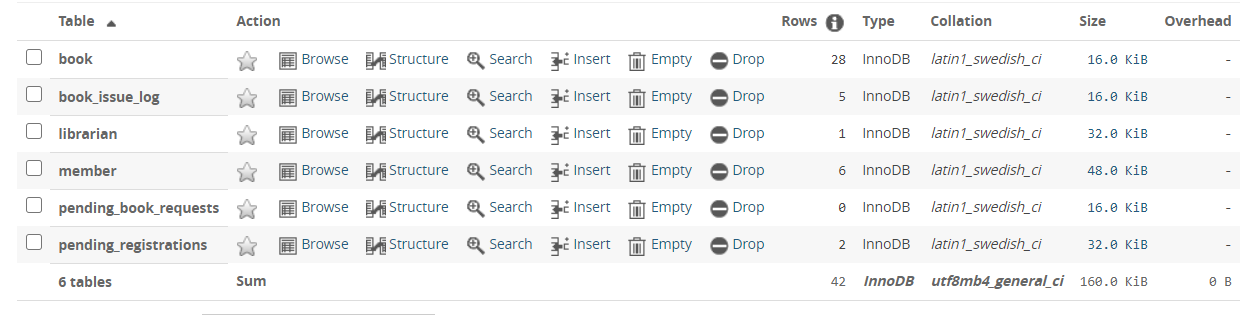 Table Action Rows Type Collation Size Overhead
book Browse Structure Search Insert Empty Drop 28 InnoDB latin1_swedish_ci 16.0 KiB -
book_issue_log Browse Structure Search Insert Empty Drop 5 InnoDB latin1_swedish_ci 16.0 KiB -
librarian Browse Structure Search Insert Empty Drop 1 InnoDB latin1_swedish_ci 32.0 KiB -
member Browse Structure Search Insert Empty Drop 6 InnoDB latin1_swedish_ci 48.0 KiB -
pending_book_requests Browse Structure Search Insert Empty Drop 0 InnoDB latin1_swedish_ci 16.0 KiB -
pending_registrations Browse Structure Search Insert Empty Drop 2 InnoDB latin1_swedish_ci 32.0 KiB -
6 tables Sum 42 InnoDB utf8mb4_general_ci 160.0 KiB 0 B